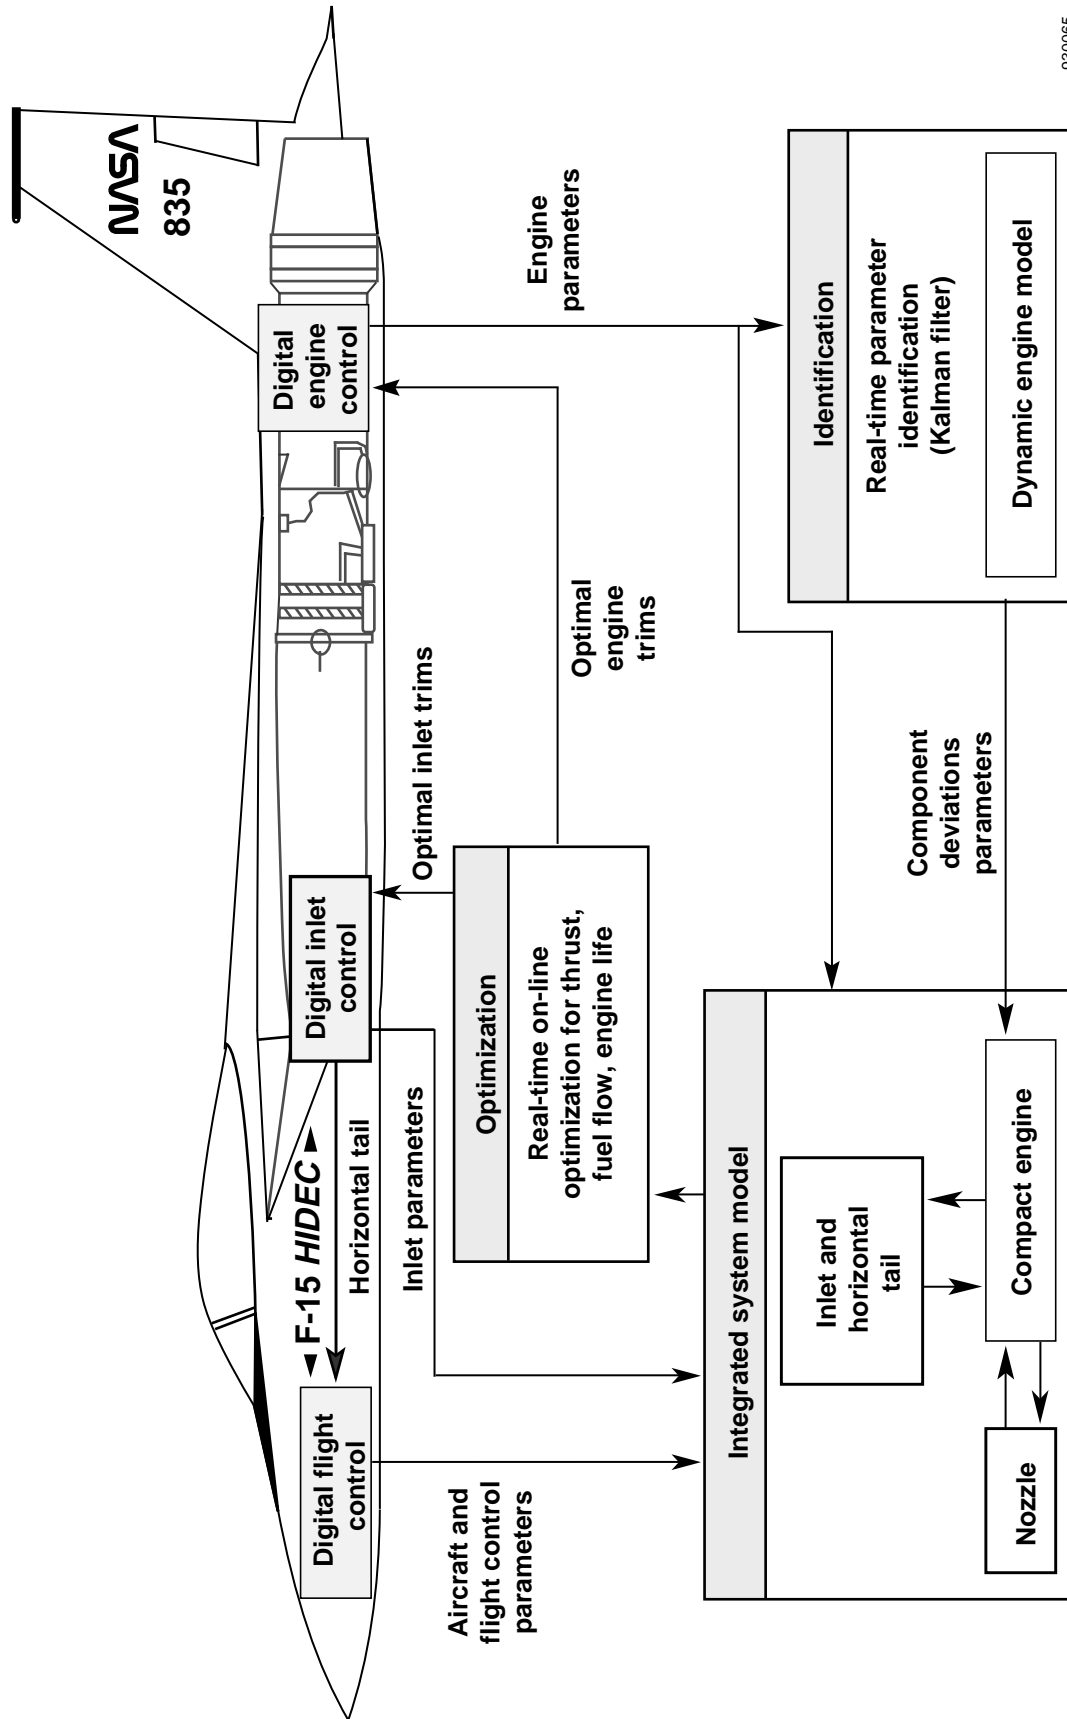 NASA
835
Digital
engine
control
Digital inlet
control
F-15 HIDEC
Digital flight
control
Horizontal tail
Inlet parameters
Aircraft and
flight control
parameters
Optimal inlet trims
Optimal
engine
trims
Engine
parameters
Optimization
Real-time on-line
optimization for thrust,
fuel flow, engine life
Integrated system model
Inlet and
horizontal
tail
Nozzle
Compact engine
Component
deviations
parameters
Identification
Real-time parameter
identification
(Kalman filter)
Dynamic engine model